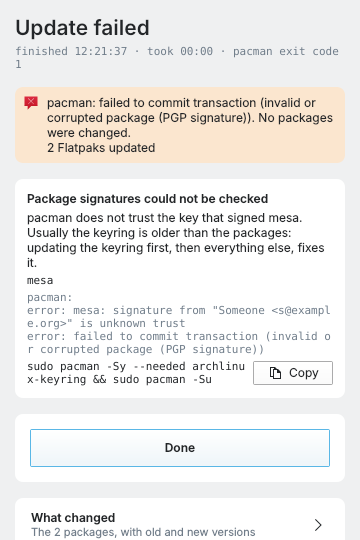 Update failed
finished 12:21:37 · took 00:00 · pacman exit code
1
pacman: failed to commit transaction (invalid or
corrupted package (PGP signature)). No packages
were changed.
2 Flatpaks updated
Package signatures could not be checked
pacman does not trust the key that signed mesa.
Usually the keyring is older than the packages:
updating the keyring first, then everything else, fixes
it.
mesa
pacman:
error: mesa: signature from "Someone <s@exampl
e.org>" is unknown trust
error: failed to commit transaction (invalid o
r corrupted package (PGP signature))
sudo pacman -Sy --needed archlinu
x-keyring && sudo pacman -Su
Copy
Done
What changed
The 2 packages, with old and new versions